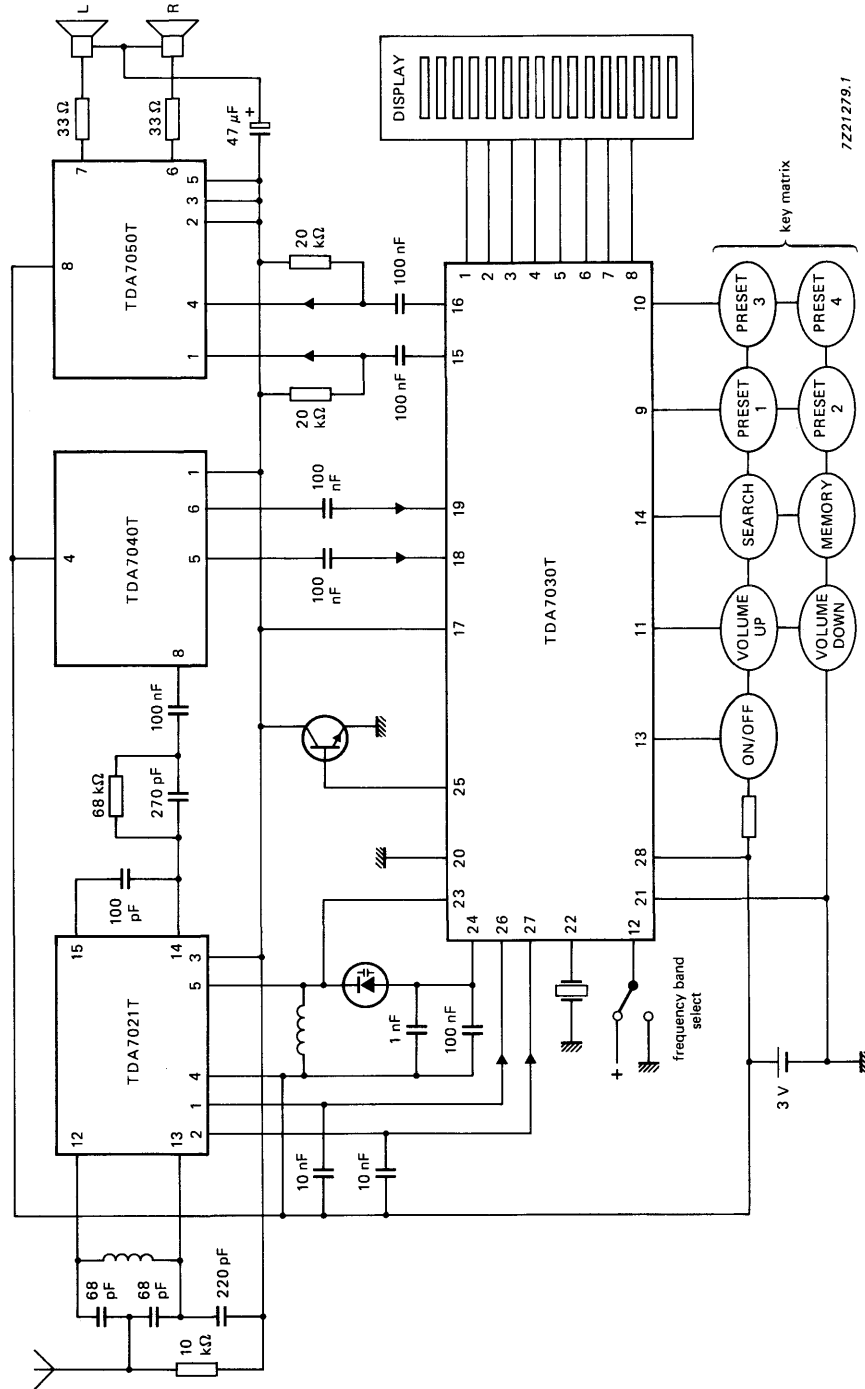 L
R
33 Ω
33 Ω
47 μF
+
7
6
5
3
2
8
TDA7050T
4
1
20
kΩ
20
kΩ
100 nF
100 nF
4
TDA7040T
8
5
6
1
100
nF
100
nF
100 nF
68 kΩ
270 pF
100
pF
15
14
3
5
4
1
2
12
13
TDA7021T
68
pF
68
pF
220 pF
10
kΩ
10 nF
10 nF
1 nF
100 nF
DISPLAY
16
15
19
18
17
25
20
23
24
26
27
22
12
TDA7030T
1
2
3
4
5
6
7
8
10
9
14
11
13
28
21
frequency band
select
+
3 V
ON/OFF
VOLUME
UP
SEARCH
PRESET
1
PRESET
3
VOLUME
DOWN
MEMORY
PRESET
2
PRESET
4
key matrix
7Z21279.1